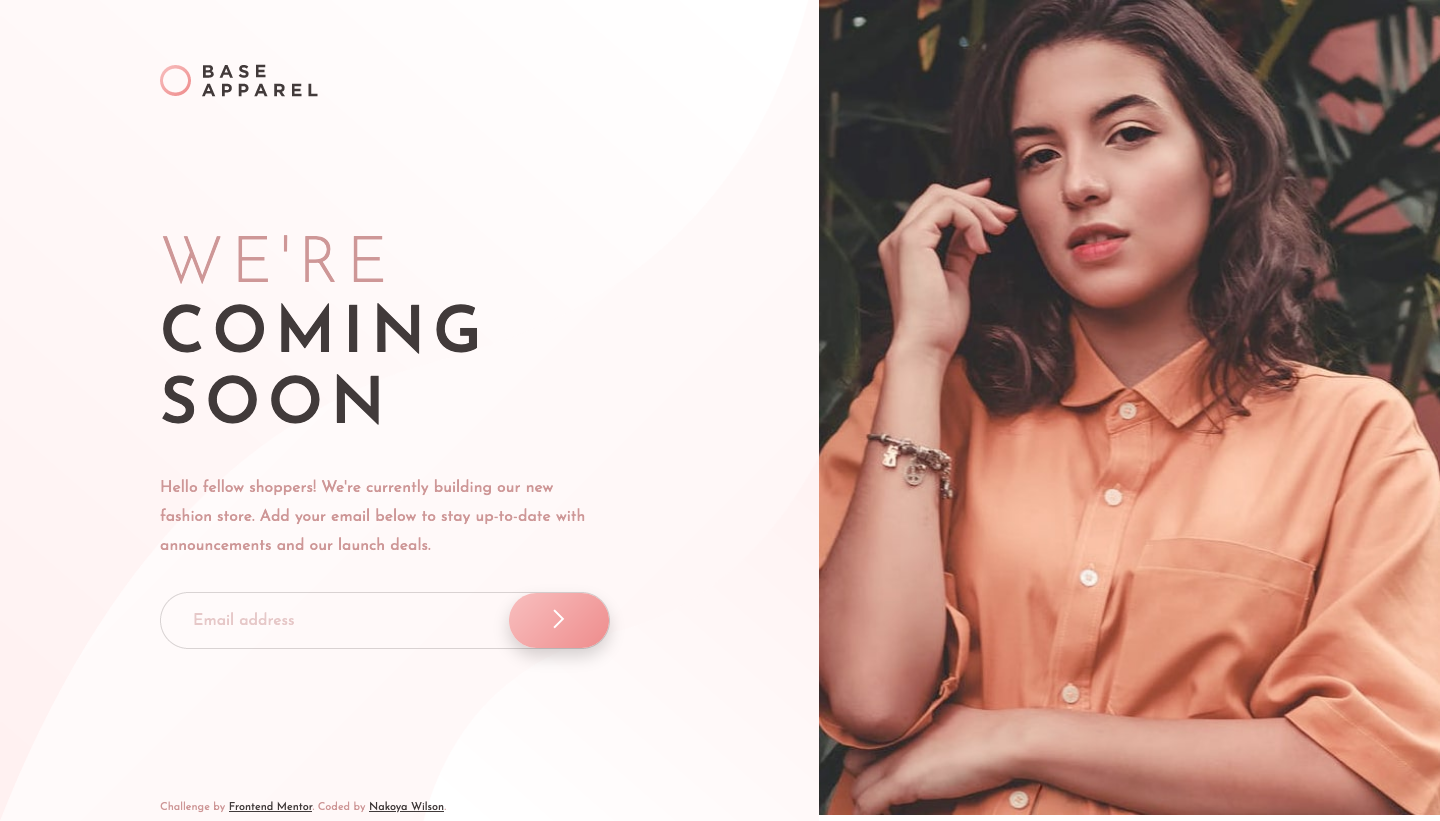 BASE
APPAREL
WE'RE
COMING
SOON
Hello fellow shoppers! We're currently building our new
fashion store. Add your email below to stay up-to-date with
announcements and our launch deals.
Email address
Challenge by Frontend Mentor. Coded by Nakoya Wilson.